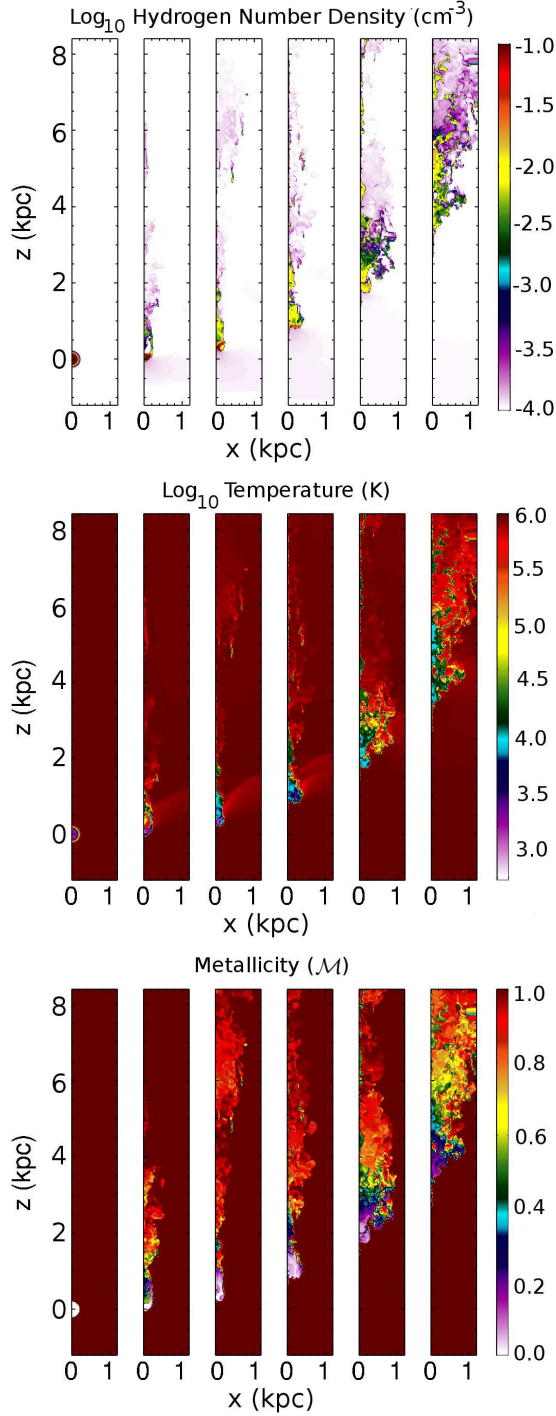 Log10 Hydrogen Number Density (cm-3)
8
6
4
2
0
z (kpc)
0 1 0 1 0 1 0 1 0 1 0 1
x (kpc)
-1.0
-1.5
-2.0
-2.5
-3.0
-3.5
-4.0
Log10 Temperature (K)
8
6
4
2
0
z (kpc)
0 1 0 1 0 1 0 1 0 1 0 1
x (kpc)
6.0
5.5
5.0
4.5
4.0
3.5
3.0
Metallicity (ℳ)
8
6
4
2
0
z (kpc)
0 1 0 1 0 1 0 1 0 1 0 1
x (kpc)
1.0
0.8
0.6
0.4
0.2
0.0